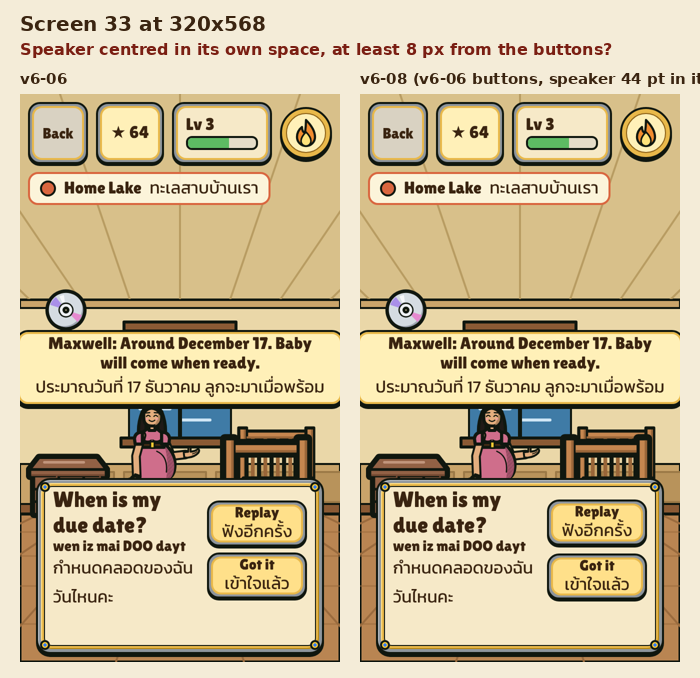 Screen 33 at 320x568
Speaker centred in its own space, at least 8 px from the buttons?
v6-06
Back
★ 64
Lv 3
Home Lake ทะเลสาบบ้านเรา
Maxwell: Around December 17. Baby
will come when ready.
ประมาณวันที่ 17 ธันวาคม ลูกจะมาเมื่อพร้อม
When is my
due date?
wen iz mai DOO dayt
กำหนดคลอดของฉัน
วันไหนคะ
Replay
ฟังอีกครั้ง
Got it
เข้าใจแล้ว
v6-08 (v6-06 buttons, speaker 44 pt in it
Back
★ 64
Lv 3
Home Lake ทะเลสาบบ้านเรา
Maxwell: Around December 17. Baby
will come when ready.
ประมาณวันที่ 17 ธันวาคม ลูกจะมาเมื่อพร้อม
When is my
due date?
wen iz mai DOO dayt
กำหนดคลอดของฉัน
วันไหนคะ
Replay
ฟังอีกครั้ง
Got it
เข้าใจแล้ว